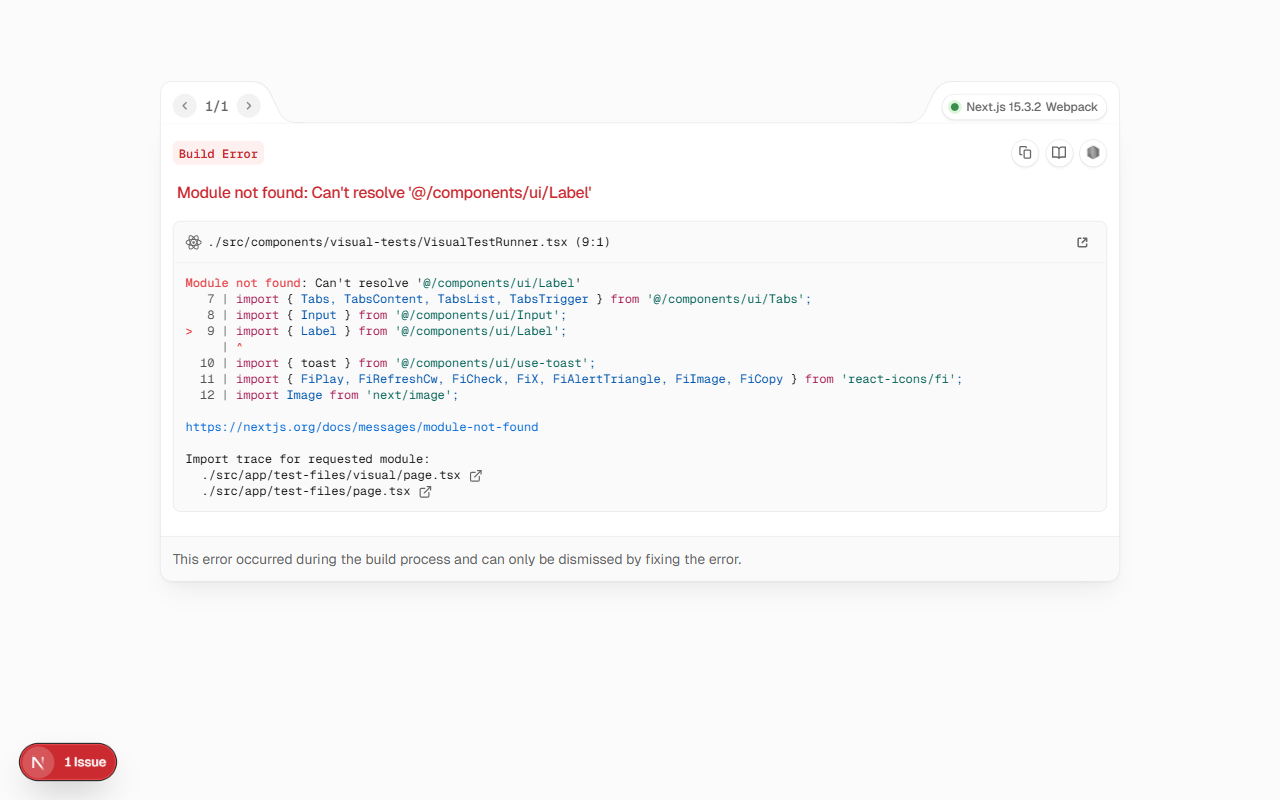 1/1
Next.js 15.3.2 Webpack
Build Error
Module not found: Can't resolve '@/components/ui/Label'
./src/components/visual-tests/VisualTestRunner.tsx (9:1)
Module not found: Can't resolve '@/components/ui/Label'
7 | import { Tabs, TabsContent, TabsList, TabsTrigger } from '@/components/ui/Tabs';
8 | import { Input } from '@/components/ui/Input';
> 9 | import { Label } from '@/components/ui/Label';
| ^
10 | import { toast } from '@/components/ui/use-toast';
11 | import { FiPlay, FiRefreshCw, FiCheck, FiX, FiAlertTriangle, FiImage, FiCopy } from 'react-icons/fi';
12 | import Image from 'next/image';
https://nextjs.org/docs/messages/module-not-found
Import trace for requested module:
./src/app/test-files/visual/page.tsx
./src/app/test-files/page.tsx
This error occurred during the build process and can only be dismissed by fixing the error.
N 1 Issue